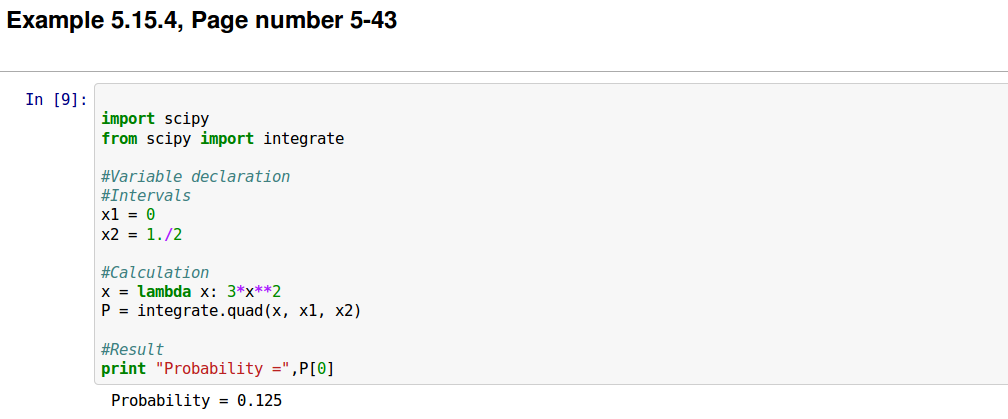 Example 5.15.4, Page number 5-43
In [9]:
import scipy
from scipy import integrate
#Variable declaration
#Intervals
x1 = 0
x2 = 1./2
#Calculation
x = lambda x: 3*x**2
P = integrate.quad(x, x1, x2)
#Result
print "Probability =",P[0]
Probability = 0.125